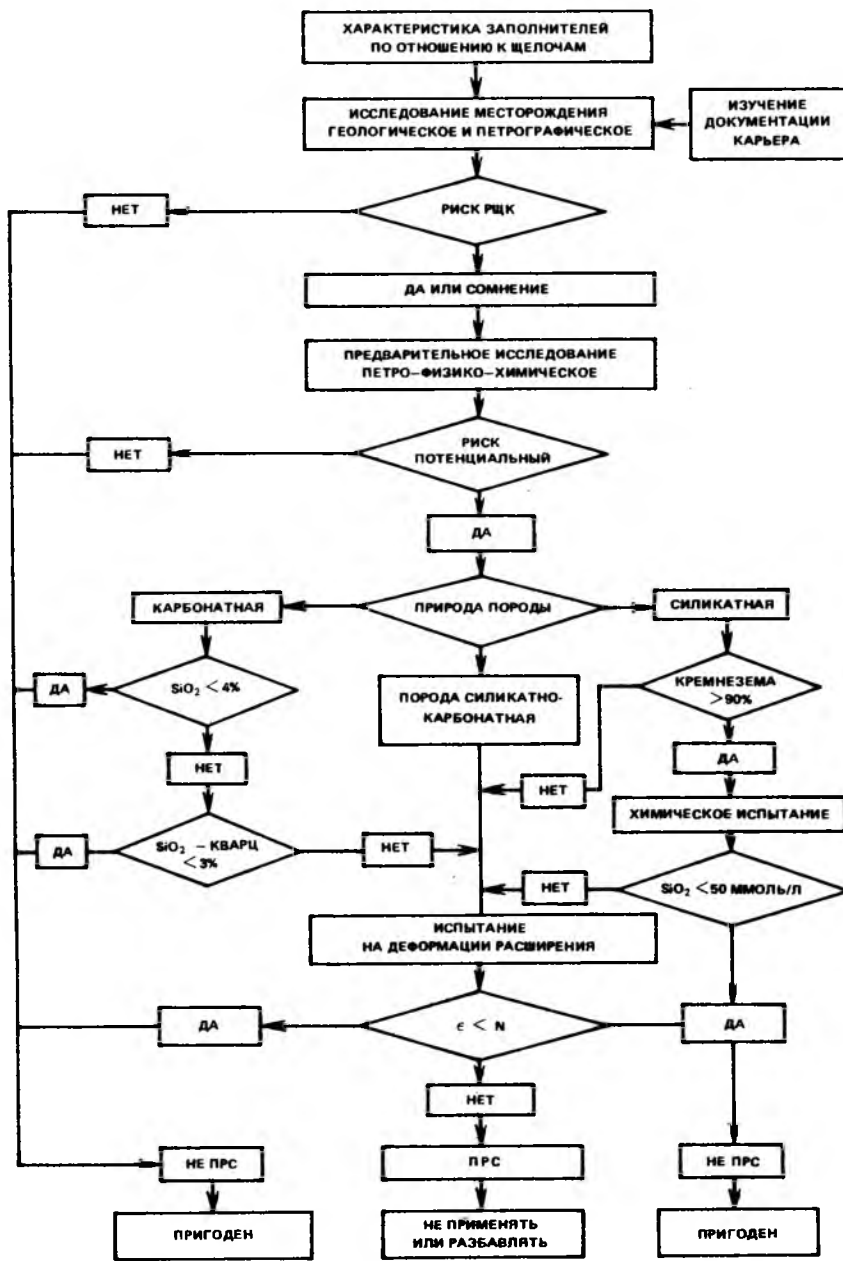 ХАРАКТЕРИСТИКА ЗАПОЛНИТЕЛЕЙ
ПО ОТНОШЕНИЮ К ЩЕЛОЧАМ
ИССЛЕДОВАНИЕ МЕСТОРОЖДЕНИЯ
ГЕОЛОГИЧЕСКОЕ И ПЕТРОГРАФИЧЕСКОЕ
ИЗУЧЕНИЕ
ДОКУМЕНТАЦИИ
КАРЬЕРА
НЕТ
РИСК РЩК
ДА ИЛИ СОМНЕНИЕ
ПРЕДВАРИТЕЛЬНОЕ ИССЛЕДОВАНИЕ
ПЕТРО–ФИЗИКО–ХИМИЧЕСКОЕ
НЕТ
РИСК
ПОТЕНЦИАЛЬНЫЙ
ДА
КАРБОНАТНАЯ
ПРИРОДА ПОРОДЫ
СИЛИКАТНАЯ
ДА
SiO₂ < 4%
ПОРОДА СИЛИКАТНО-
КАРБОНАТНАЯ
КРЕМНЕЗЕМА
>90%
НЕТ
НЕТ
ДА
ХИМИЧЕСКОЕ ИСПЫТАНИЕ
ДА
SiO₂ – КВАРЦ
<3%
НЕТ
НЕТ
SiO₂ <50 ММОЛЬ/Л
ИСПЫТАНИЕ
НА ДЕФОРМАЦИИ РАСШИРЕНИЯ
ДА
ϵ < N
ДА
НЕТ
НЕ ПРС
ПРС
НЕ ПРС
ПРИГОДЕН
НЕ ПРИМЕНЯТЬ
ИЛИ РАЗБАВЛЯТЬ
ПРИГОДЕН